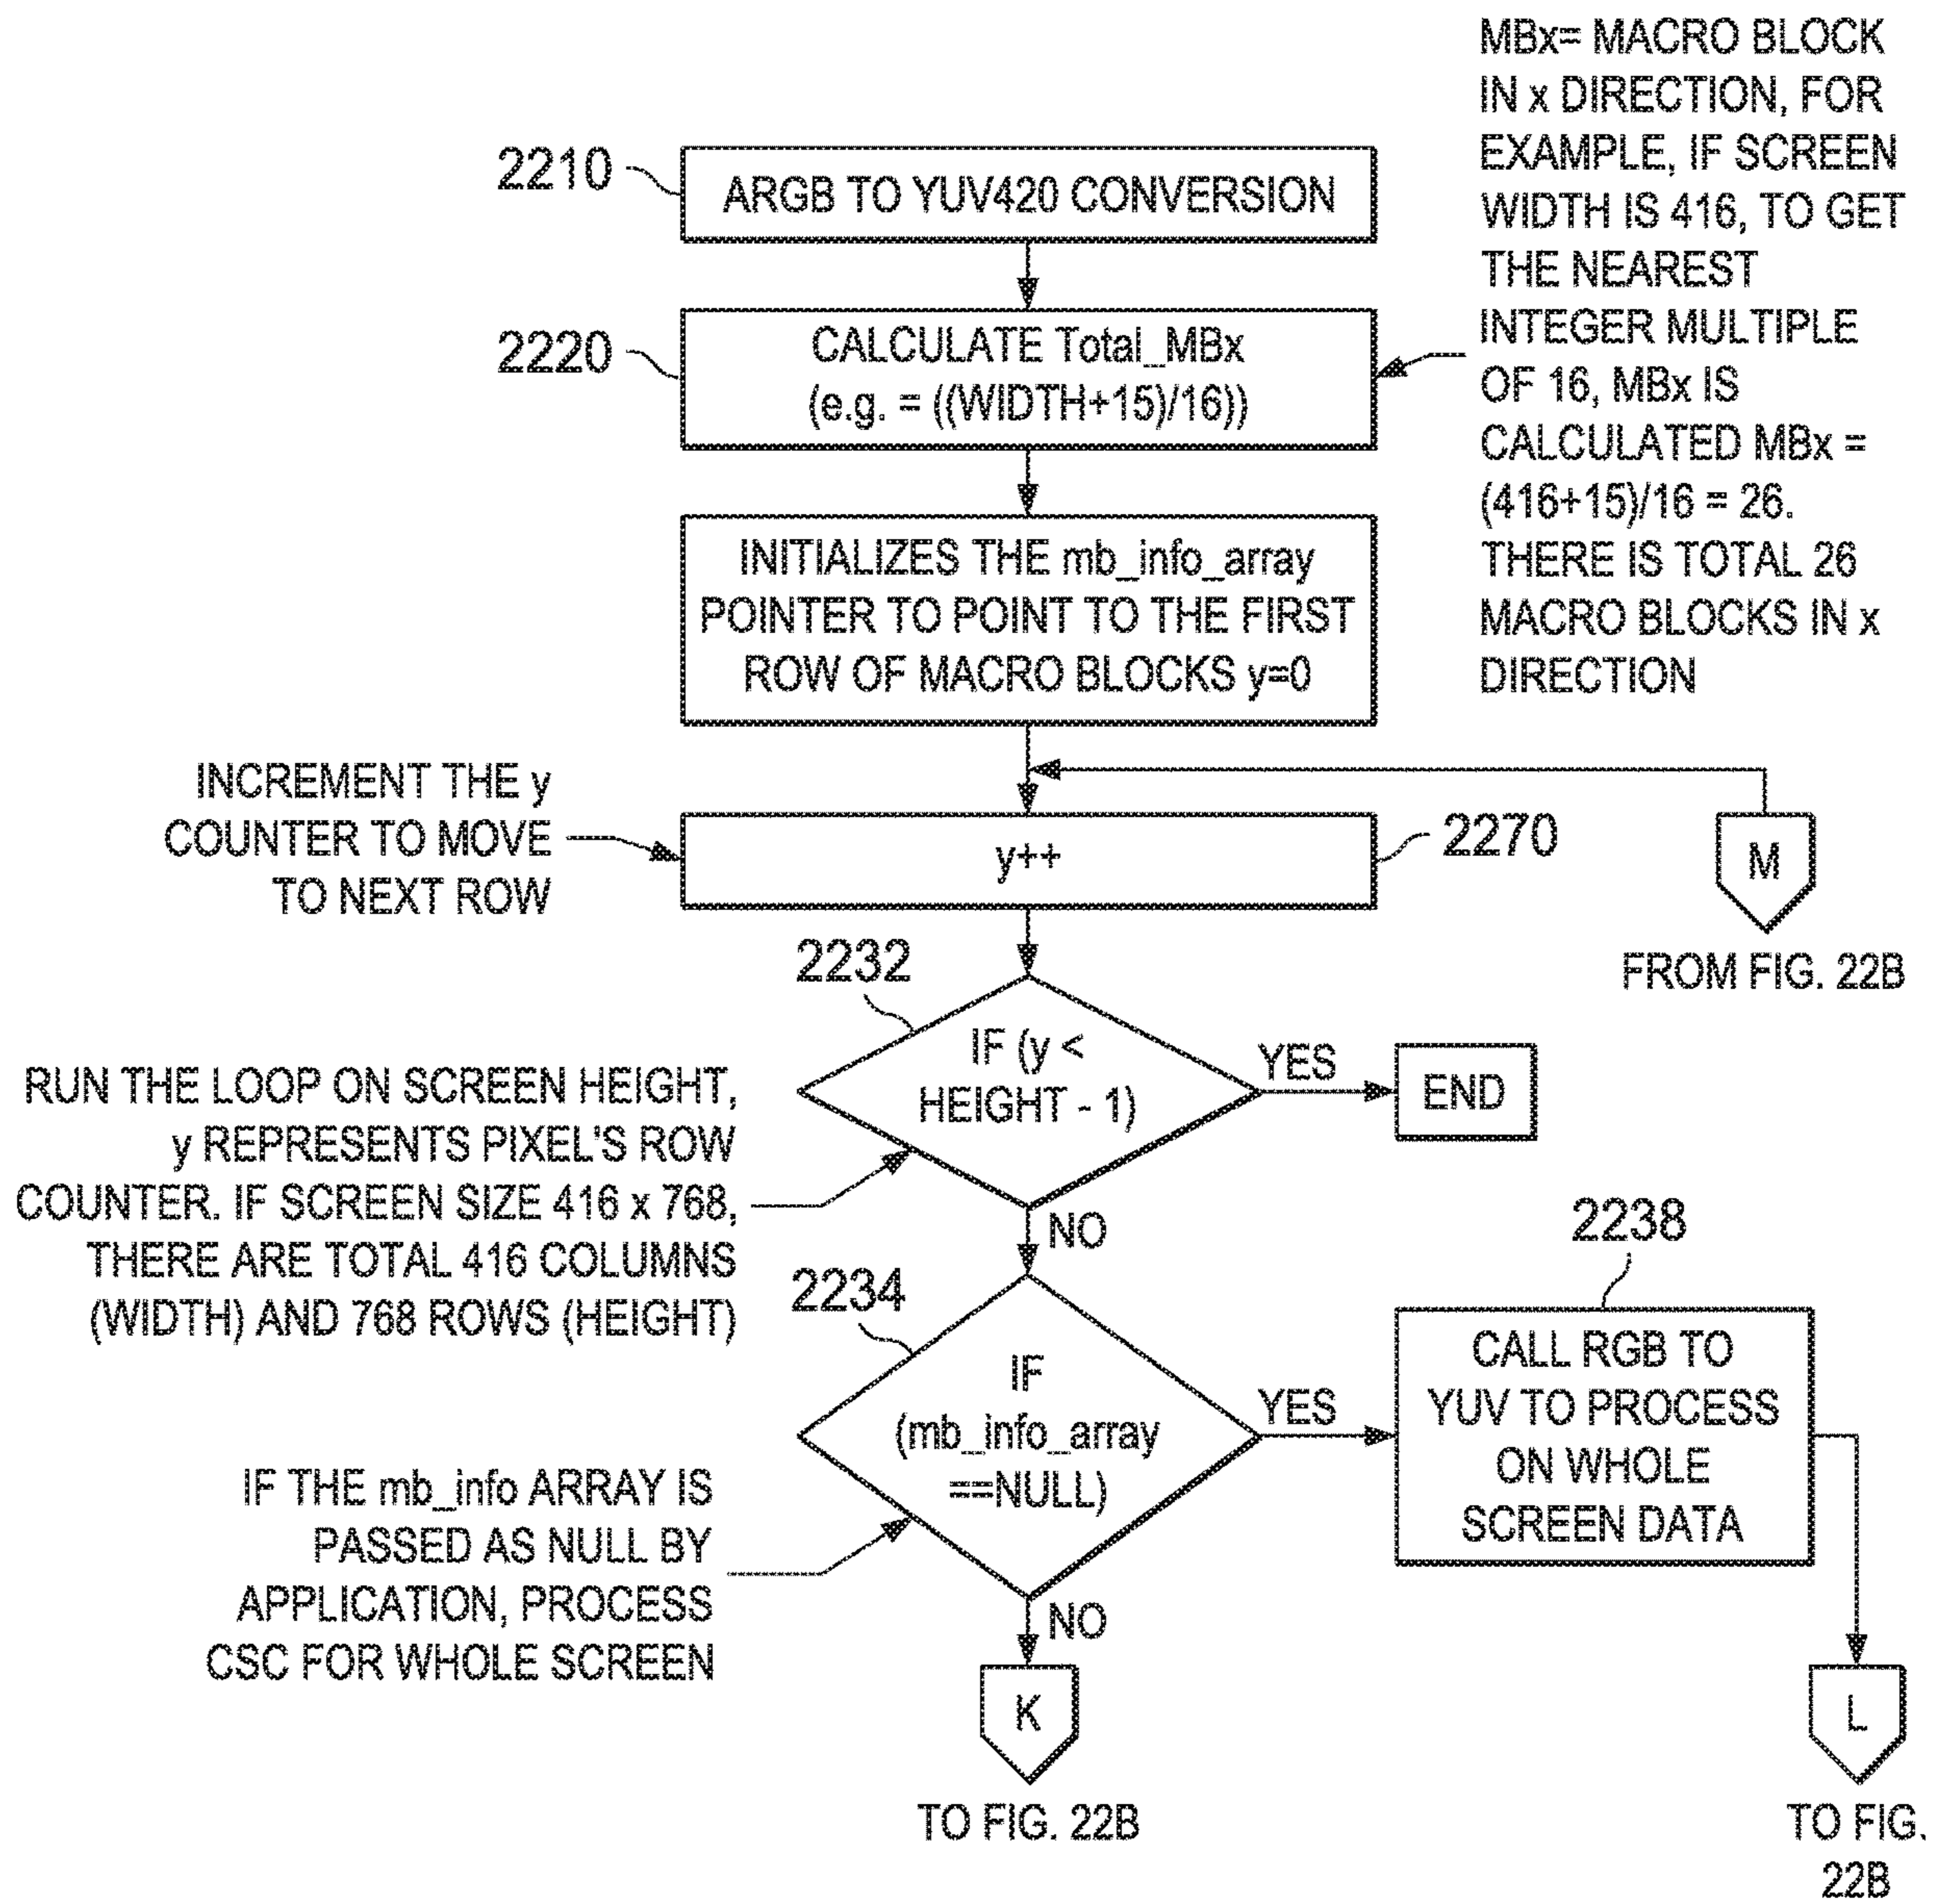 MBx= MACRO BLOCK
IN x DIRECTION, FOR
EXAMPLE, IF SCREEN
WIDTH IS 416, TO GET
THE NEAREST
INTEGER MULTIPLE
OF 16, MBx IS
CALCULATED MBx =
(416+15)/16 = 26.
THERE IS TOTAL 26
MACRO BLOCKS IN x
DIRECTION
2210
ARGB TO YUV420 CONVERSION
2220
CALCULATE Total_MBx
(e.g. = ((WIDTH+15)/16))
INITIALIZES THE mb_info_array
POINTER TO POINT TO THE FIRST
ROW OF MACRO BLOCKS y=0
INCREMENT THE y
COUNTER TO MOVE
TO NEXT ROW
y++
2270
M
FROM FIG. 22B
2232
IF (y <
HEIGHT - 1)
YES
END
RUN THE LOOP ON SCREEN HEIGHT,
y REPRESENTS PIXEL'S ROW
COUNTER. IF SCREEN SIZE 416 x 768,
THERE ARE TOTAL 416 COLUMNS
(WIDTH) AND 768 ROWS (HEIGHT)
NO
2234
IF
(mb_info_array
==NULL)
YES
2238
CALL RGB TO
YUV TO PROCESS
ON WHOLE
SCREEN DATA
IF THE mb_info ARRAY IS
PASSED AS NULL BY
APPLICATION, PROCESS
CSC FOR WHOLE SCREEN
NO
K
TO FIG. 22B
L
TO FIG.
22B